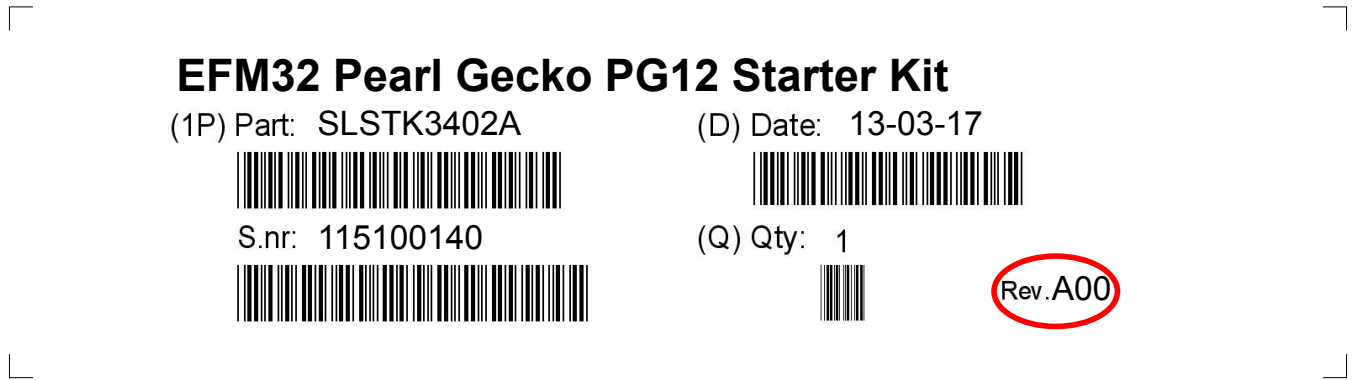 EFM32 Pearl Gecko PG12 Starter Kit
(1P) Part: SLSTK3402A
(D) Date: 13-03-17
S.nr: 115100140
(Q) Qty: 1
Rev.A00